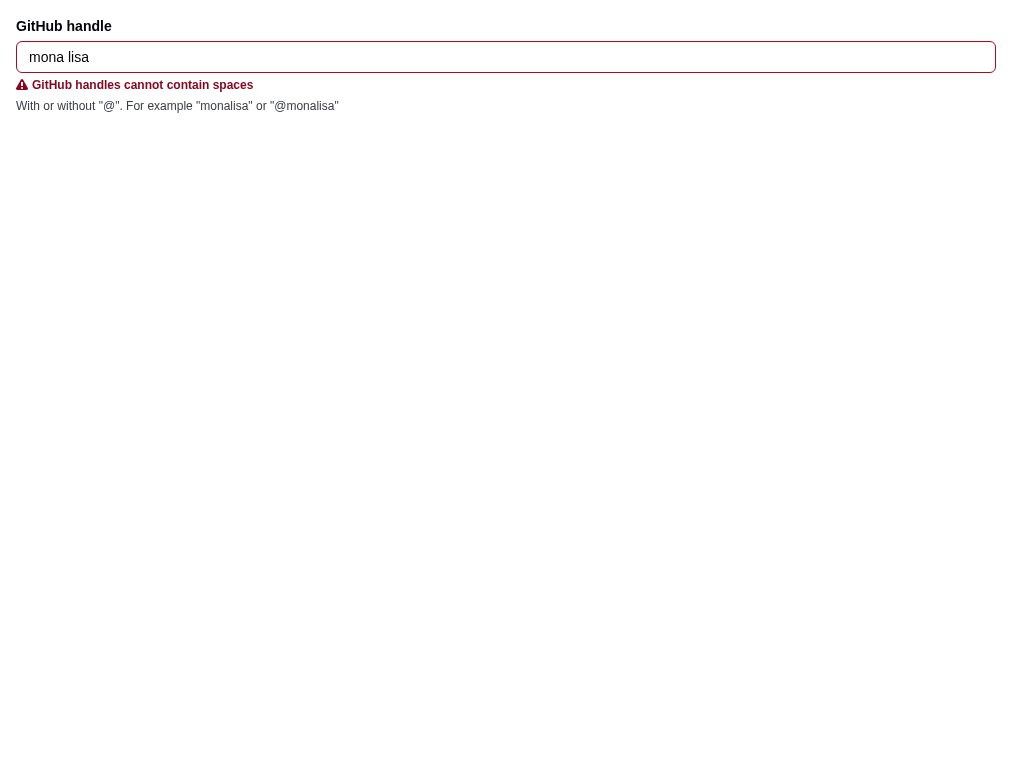 GitHub handle
mona lisa
GitHub handles cannot contain spaces
With or without "@". For example "monalisa" or "@monalisa"